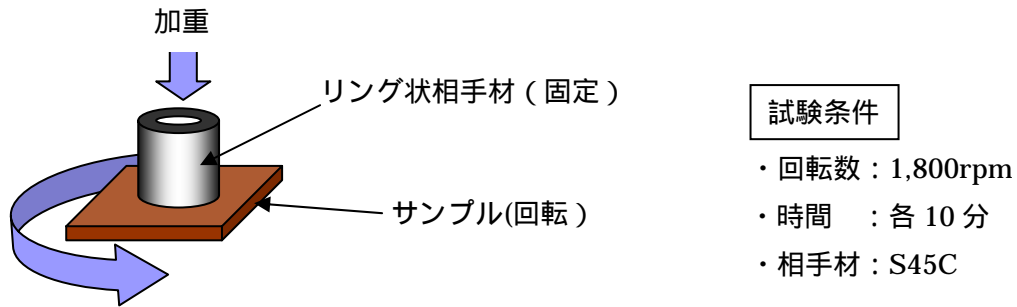 加重
リング状相手材（固定）
サンプル(回転）
試験条件
・回転数：1,800rpm
・時間　：各 10 分
・相手材：S45C